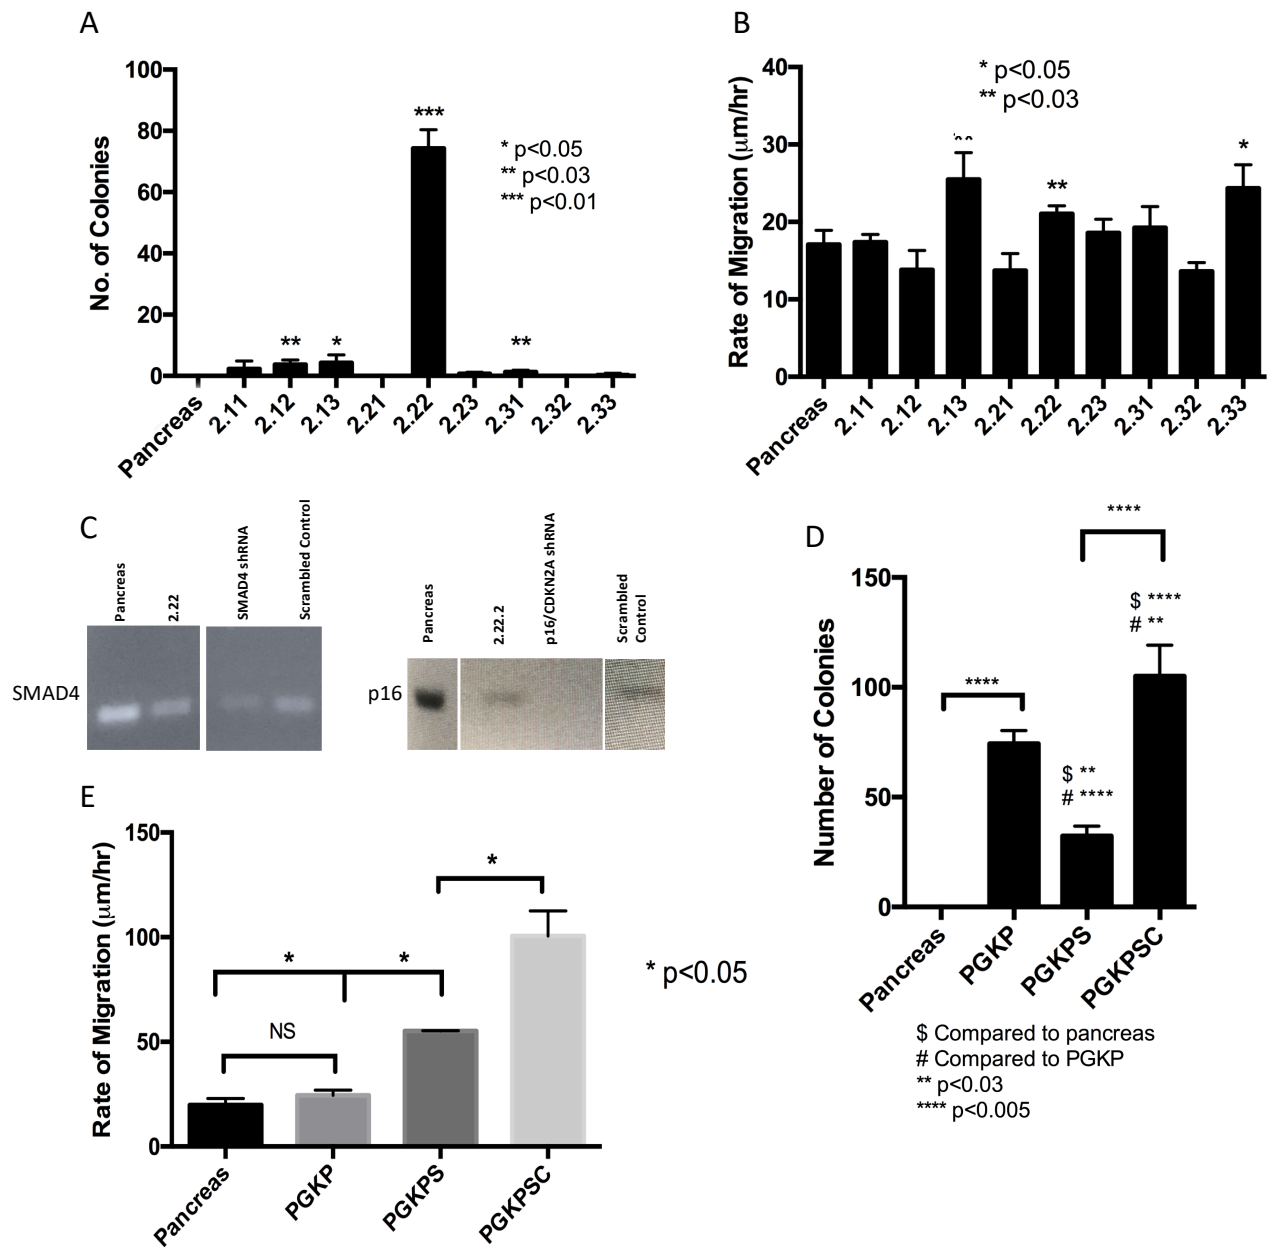 A
100
80
60
40
20
0
No. of Colonies
***
** * **
* p<0.05
** p<0.03
*** p<0.01
Pancreas 2.11 2.12 2.13 2.21 2.22 2.23 2.31 2.32 2.33
B
40
30
20
10
0
Rate of Migration (μm/hr)
* p<0.05
** p<0.03
**
*
Pancreas 2.11 2.12 2.13 2.21 2.22 2.23 2.31 2.32 2.33
C
Pancreas 2.22 SMAD4 shRNA Scrambled Control
SMAD4
Pancreas 2.22.2 p16/CDKN2A shRNA Scrambled
Control
p16
D
150
100
50
0
Number of Colonies
****
****
$ ****
# **
$ **
# ****
Pancreas PGKP PGKPS PGKPSC
$ Compared to pancreas
# Compared to PGKP
** p<0.03
**** p<0.005
E
150
100
50
0
Rate of Migration (μm/hr)
*
* *
NS
* p<0.05
Pancreas PGKP PGKPS PGKPSC